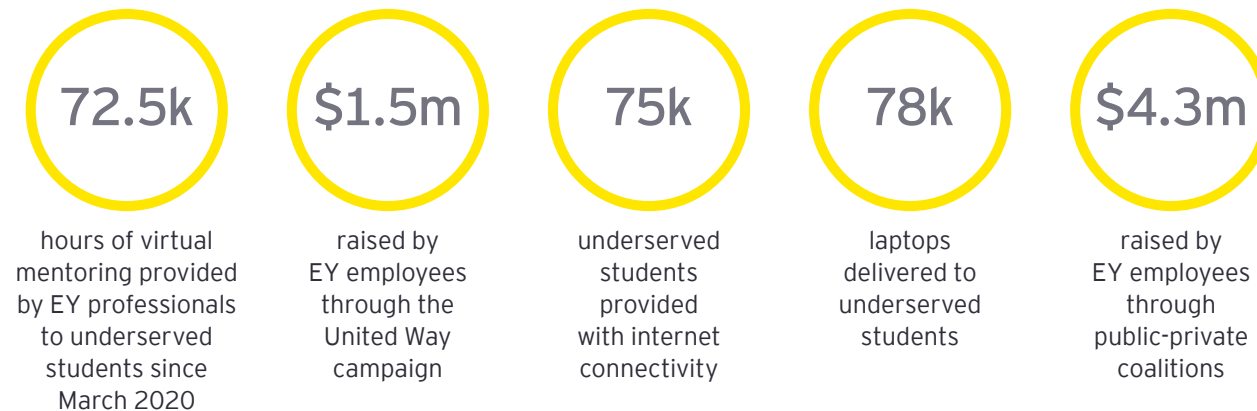 72.5k
hours of virtual
mentoring provided
by EY professionals
to underserved
students since
March 2020
$1.5m
raised by
EY employees
through the
United Way
campaign
75k
underserved
students
provided
with internet
connectivity
78k
laptops
delivered to
underserved
students
$4.3m
raised by
EY employees
through
public-private
coalitions